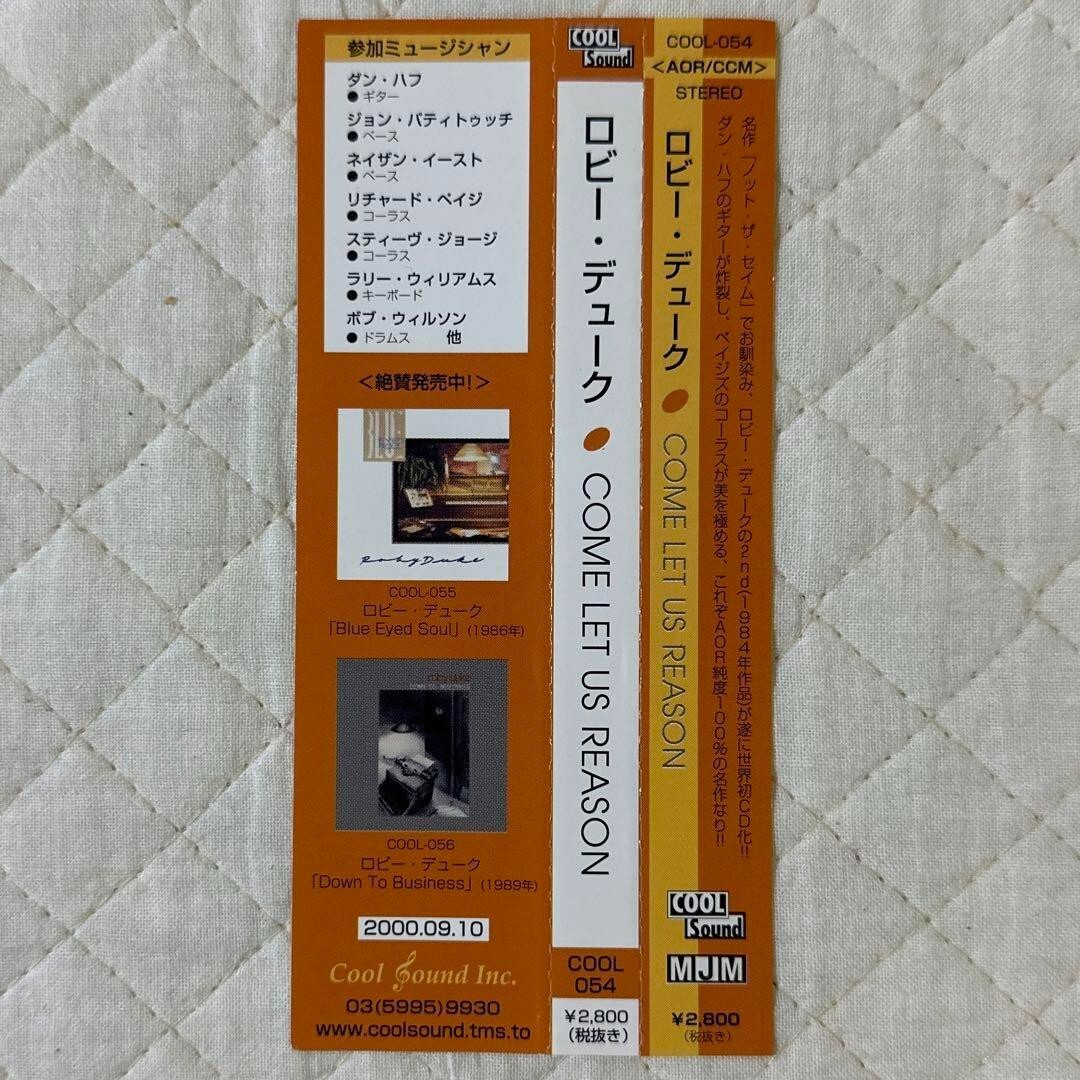 参加ミュージシャン
ダン・ハフ
●ギター
ジョン・パティトゥッチ
●ベース
ネイザン・イースト
●ベース
リチャード・ペイジ
●コーラス
スティーヴ・ジョージ
●コーラス
ラリー・ウィリアムス
●キーボード
ボブ・ウィルソン
●ドラムス 他
<絶賛発売中!>
BLUE
Roby Duke
COOL-055
ロビー・デューク
「Blue Eyed Soul」(1986年)
COOL-056
ロビー・デューク
「Down To Business」(1989年)
2000.09.10
Cool Sound Inc.
03(5995)9930
www.coolsound.tms.to
COOL
Sound
ロビー・デューク ● COME LET US REASON
COOL
054
¥2,800
(税抜き)
COOL-054
<AOR/CCM>
STEREO
名作「ノット・ザ・セイム」でお馴染み、ロビー・デュークの2nd(1984年作品)が遂に世界初CD化!!
ダン・ハフのギターが炸裂し、ペイジズのコーラスが美を極める、これぞAOR純度100%の名作なり!!
ロビー・デューク ● COME LET US REASON
COOL
Sound
MJM
¥2,800
(税抜き)